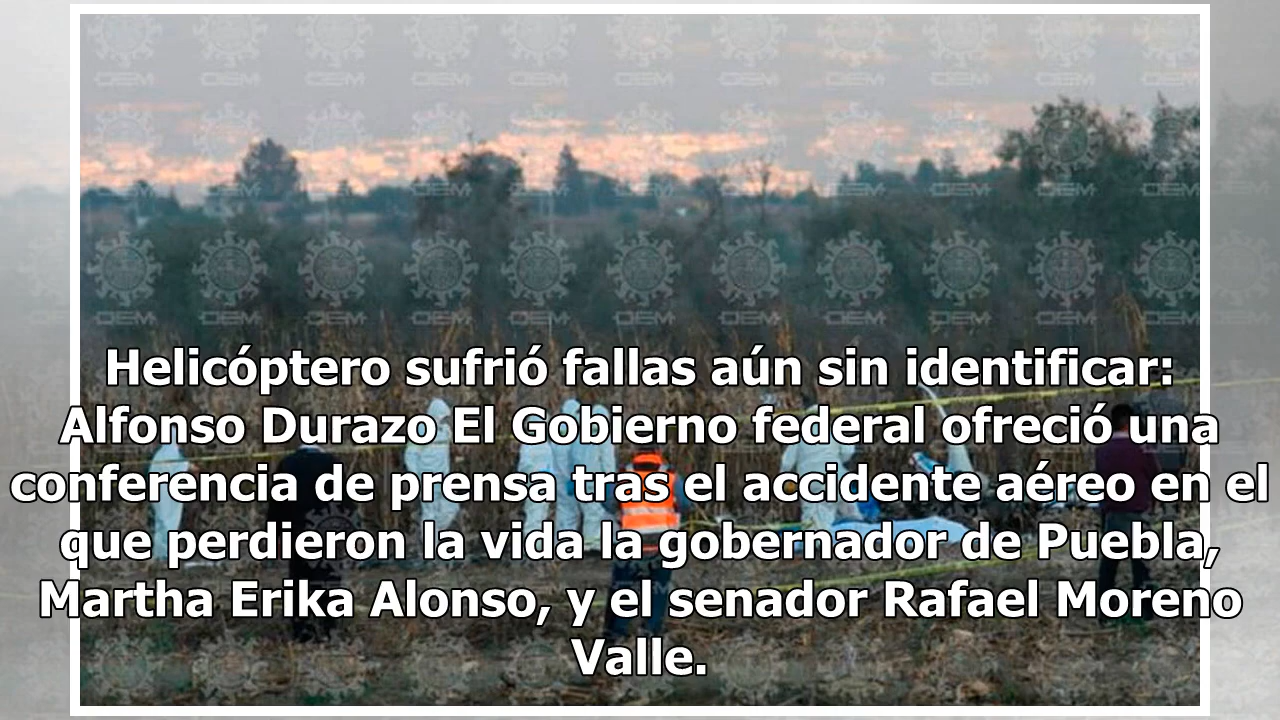 Helicóptero sufrió fallas aún sin identificar:
Alfonso Durazo El Gobierno federal ofreció una
conferencia de prensa tras el accidente aéreo en el
que perdieron la vida la gobernador de Puebla,
Martha Erika Alonso, y el senador Rafael Moreno
Valle.